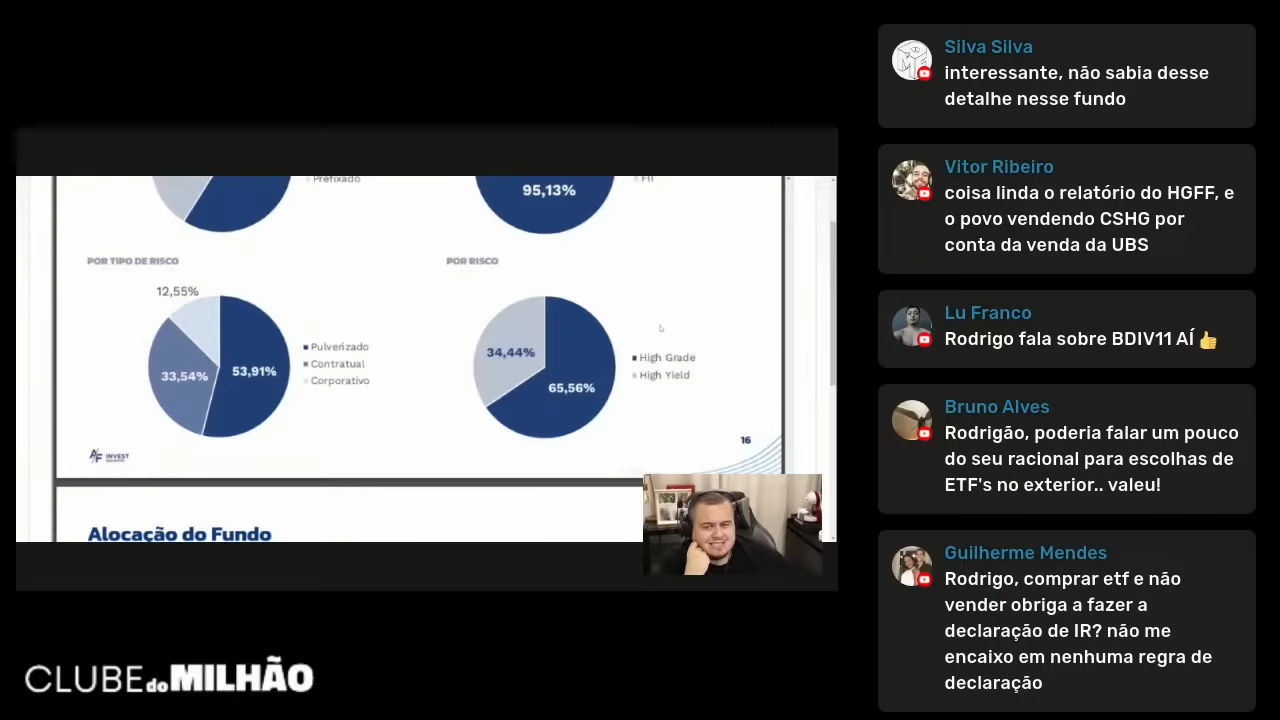 Prefixado
95,13%
FII
POR TIPO DE RISCO
POR RISCO
12,55%
33,54%
53,91%
Pulverizado
Contratual
Corporativo
34,44%
65,56%
High Grade
High Yield
AF INVEST
16
Alocação do Fundo
CLUBE do MILHÃO
Silva Silva
interessante, não sabia desse
detalhe nesse fundo
Vitor Ribeiro
coisa linda o relatório do HGFF, e
o povo vendendo CSHG por
conta da venda da UBS
Lu Franco
Rodrigo fala sobre BDIV11 AÍ 👍
Bruno Alves
Rodrigão, poderia falar um pouco
do seu racional para escolhas de
ETF's no exterior.. valeu!
Guilherme Mendes
Rodrigo, comprar etf e não
vender obriga a fazer a
declaração de IR? não me
encaixo em nenhuma regra de
declaração